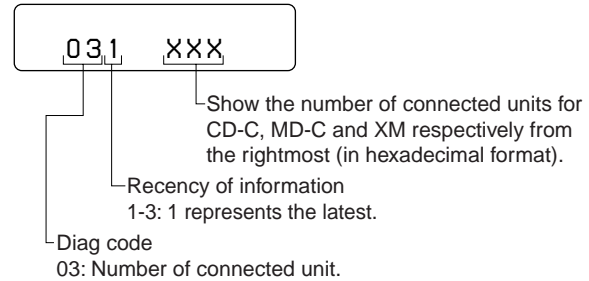 031 XXX
Show the number of connected units for
CD-C, MD-C and XM respectively from
the rightmost (in hexadecimal format).
Recency of information
1-3: 1 represents the latest.
Diag code
03: Number of connected unit.